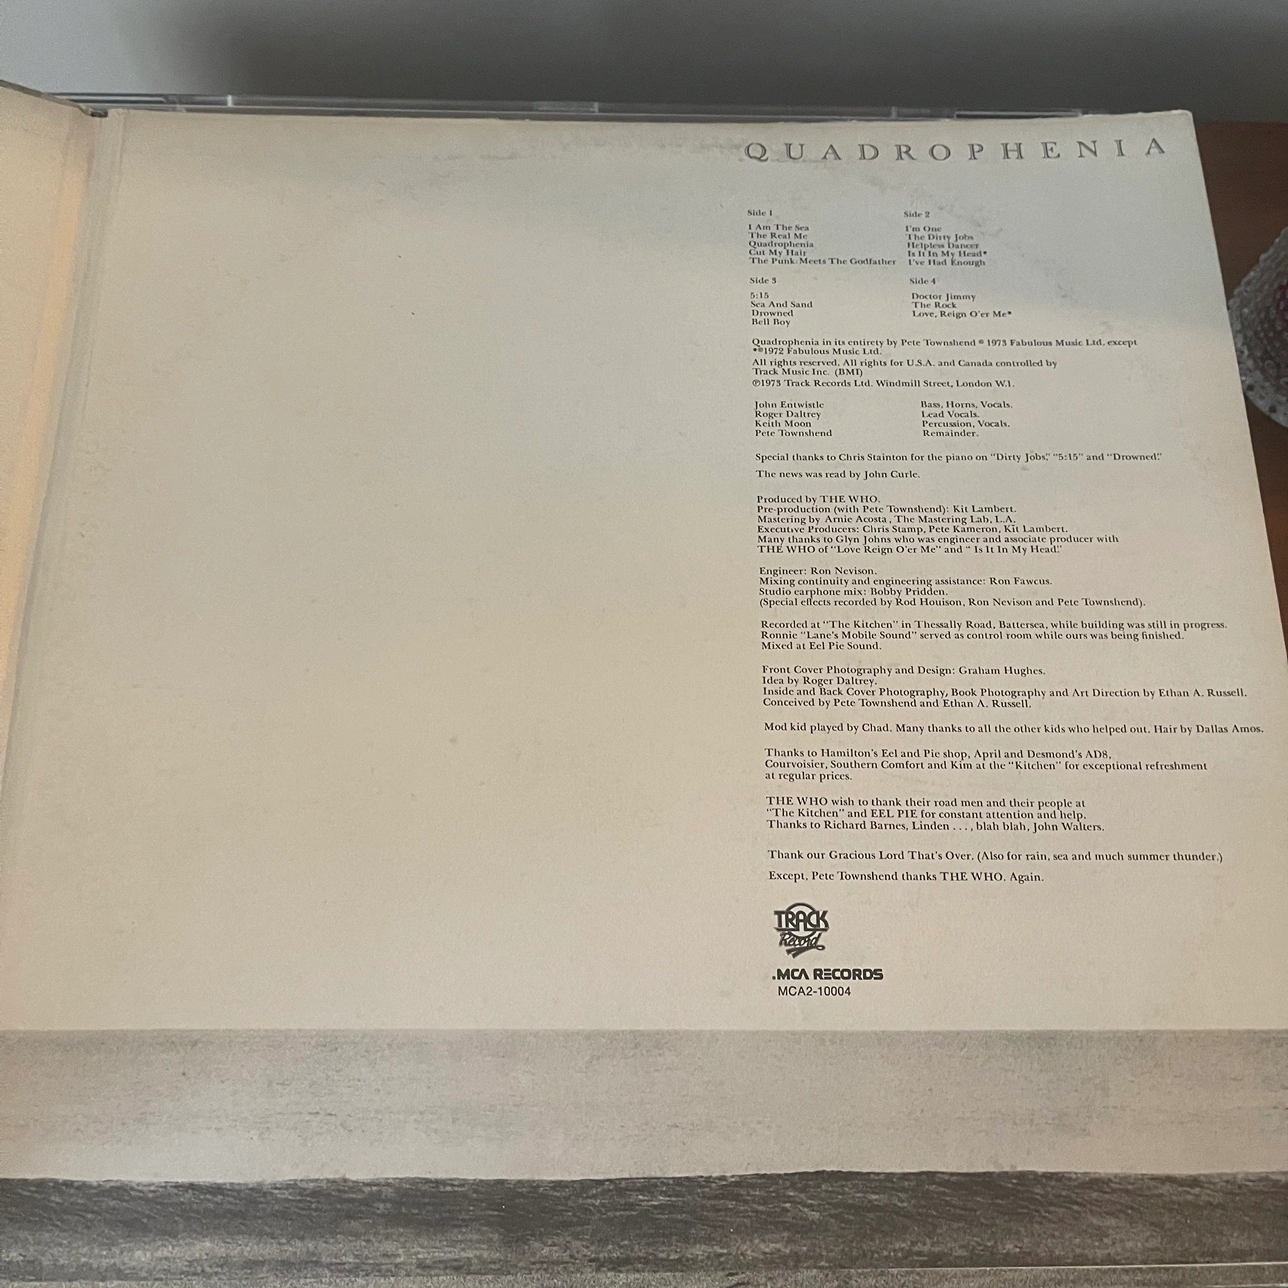 QUADROPHENIA
Side 1
I Am The Sea
The Real Me
Quadrophenia
Cut My Hair
The Punk Meets The Godfather
Side 2
I'm One
The Dirty Jobs
Helpless Dancer
Is It In My Head*
I've Had Enough
Side 3
5:15
Sea And Sand
Drowned
Bell Boy
Side 4
Doctor Jimmy
The Rock
Love, Reign O'er Me*
Quadrophenia in its entirety by Pete Townshend © 1973 Fabulous Music Ltd. except
*©1972 Fabulous Music Ltd.
All rights reserved. All rights for U.S.A. and Canada controlled by
Track Music Inc. (BMI)
℗1973 Track Records Ltd. Windmill Street, London W.1.
John Entwistle Bass, Horns, Vocals.
Roger Daltrey Lead Vocals.
Keith Moon Percussion, Vocals.
Pete Townshend Remainder.
Special thanks to Chris Stainton for the piano on "Dirty Jobs," "5:15" and "Drowned."
The news was read by John Curle.
Produced by THE WHO.
Pre-production (with Pete Townshend): Kit Lambert.
Mastering by Arnie Acosta, The Mastering Lab, L.A.
Executive Producers: Chris Stamp, Pete Kameron, Kit Lambert.
Many thanks to Glyn Johns who was engineer and associate producer with
THE WHO of "Love Reign O'er Me" and " Is It In My Head."
Engineer: Ron Nevison.
Mixing continuity and engineering assistance: Ron Fawcus.
Studio earphone mix: Bobby Pridden.
(Special effects recorded by Rod Houison, Ron Nevison and Pete Townshend).
Recorded at "The Kitchen" in Thessally Road, Battersea, while building was still in progress.
Ronnie "Lane's Mobile Sound" served as control room while ours was being finished.
Mixed at Eel Pie Sound.
Front Cover Photography and Design: Graham Hughes.
Idea by Roger Daltrey.
Inside and Back Cover Photography, Book Photography and Art Direction by Ethan A. Russell.
Conceived by Pete Townshend and Ethan A. Russell.
Mod kid played by Chad. Many thanks to all the other kids who helped out. Hair by Dallas Amos.
Thanks to Hamilton's Eel and Pie shop, April and Desmond's AD8,
Courvoisier, Southern Comfort and Kim at the "Kitchen" for exceptional refreshment
at regular prices.
THE WHO wish to thank their road men and their people at
"The Kitchen" and EEL PIE for constant attention and help.
Thanks to Richard Barnes, Linden . . . , blah blah, John Walters.
Thank our Gracious Lord That's Over. (Also for rain, sea and much summer thunder.)
Except, Pete Townshend thanks THE WHO. Again.
TRACK
Record
.MCA RECORDS
MCA2-10004